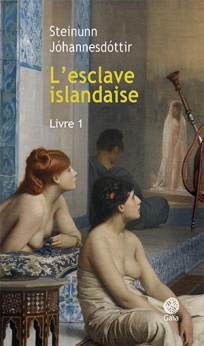 Steinunn
Jóhannesdóttir
L'esclave
islandaise
Livre 1
Gaïa